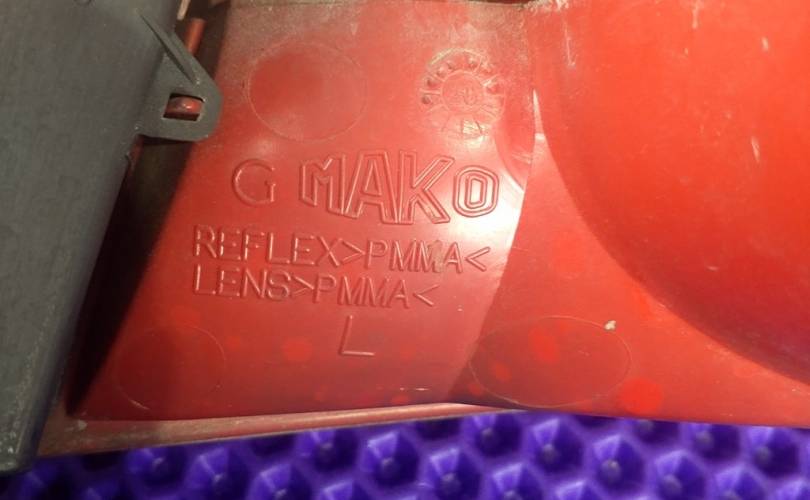 G MAKO
REFLEX>PMMA<
LENS>PMMA<
L